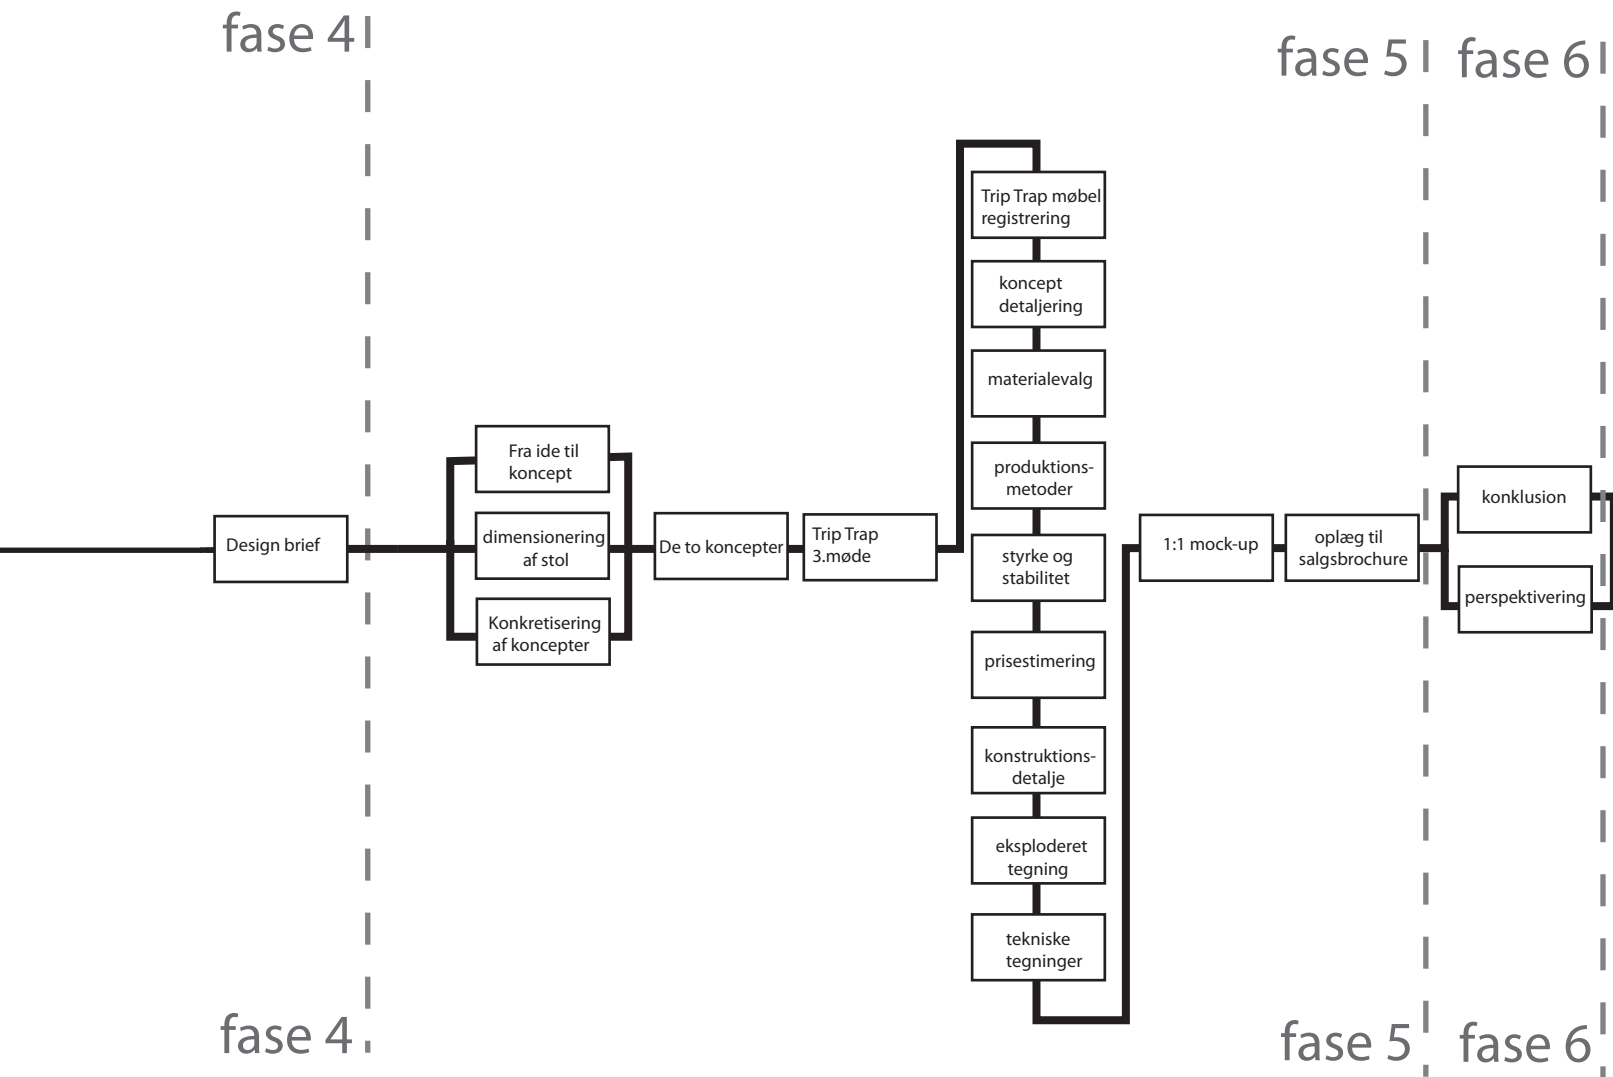 fase 4
fase 5
fase 6
Design brief
Fra ide til
koncept
dimensionering
af stol
Konkretisering
af koncepter
De to koncepter
Trip Trap
3.møde
Trip Trap møbel
registrering
koncept
detaljering
materialevalg
produktions-
metoder
styrke og
stabilitet
prisestimering
konstruktions-
detalje
eksploderet
tegning
tekniske
tegninger
1:1 mock-up
oplæg til
salgsbrochure
konklusion
perspektivering
fase 4
fase 5
fase 6